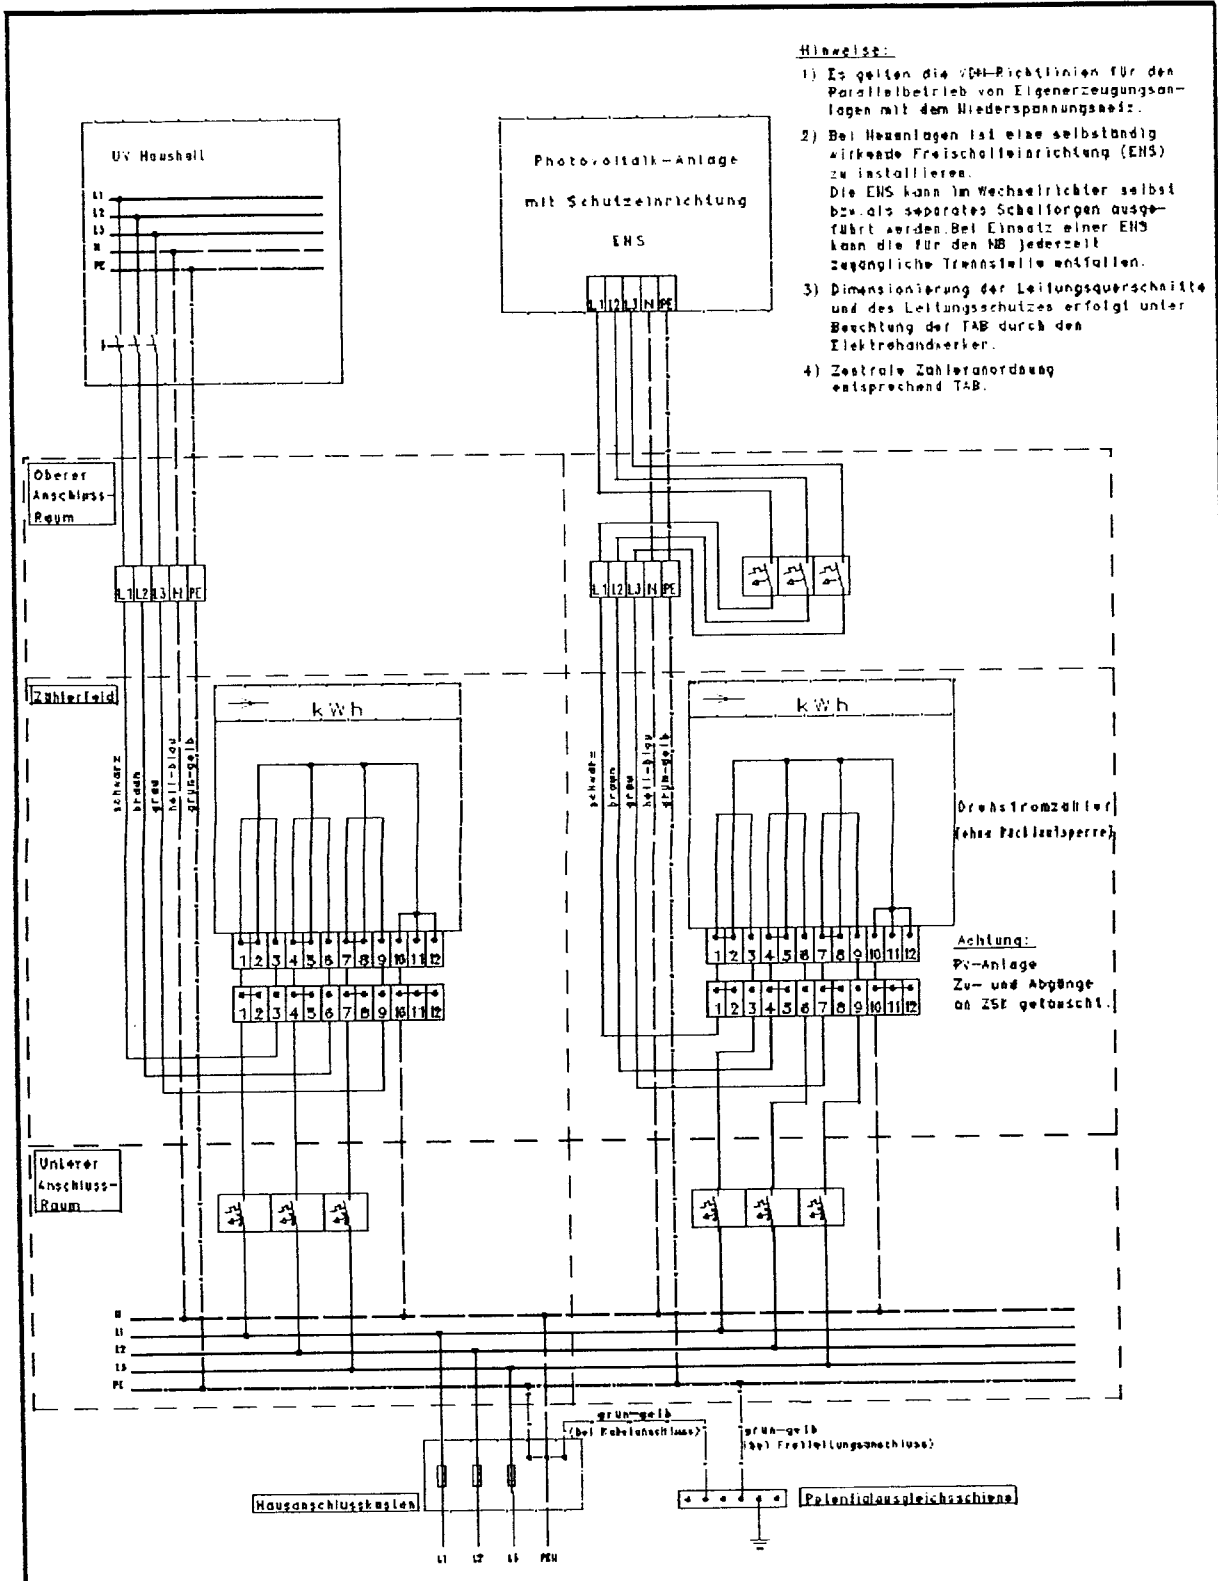 Hinweise:
1) Es gelten die VDN-Richtlinien für den
Parallelbetrieb von Eigenerzeugungsan-
lagen mit dem Niederspannungsnetz.
2) Bei Neuanlagen ist eine selbständig
wirkende Freischalteinrichtung (ENS)
zu installieren.
Die ENS kann im Wechselrichter selbst
bzw. als separates Schaltorgan ausge-
führt werden. Bei Einsatz einer ENS
kann die für den NB jederzeit
zugängliche Trennstelle entfallen.
3) Dimensionierung der Leitungsquerschnitte
und des Leitungsschutzes erfolgt unter
Beachtung der TAB durch den
Elektrohandwerker.
4) Zentrale Zähleranordnung
entsprechend TAB.
UV Haushalt
L1
L2
L3
N
PE
Photovoltaik-Anlage
mit Schutzeinrichtung
ENS
L1 L2 L3 N PE
Oberer
Anschluss-
Raum
L1 L2 L3 N PE
L1 L2 L3 N PE
Zählerfeld
kWh
kWh
schwarz
braun
grau
hell-blau
grün-gelb
schwarz
braun
grau
hell-blau
grün-gelb
Drehstromzähler
(ohne Rücklaufsperre)
1 2 3 4 5 6 7 8 9 10 11 12
1 2 3 4 5 6 7 8 9 10 11 12
1 2 3 4 5 6 7 8 9 10 11 12
1 2 3 4 5 6 7 8 9 10 11 12
Achtung:
PV-Anlage
Zu- und Abgänge
an ZSK getauscht.
Unterer
Anschluss-
Raum
N
L1
L2
L3
PE
grün-gelb
(bei Kabelanschluss)
grün-gelb
(bei Freileitungsanschluss)
Hausanschlusskasten
Potentialausgleichsschiene
L1 L2 L3 PEN